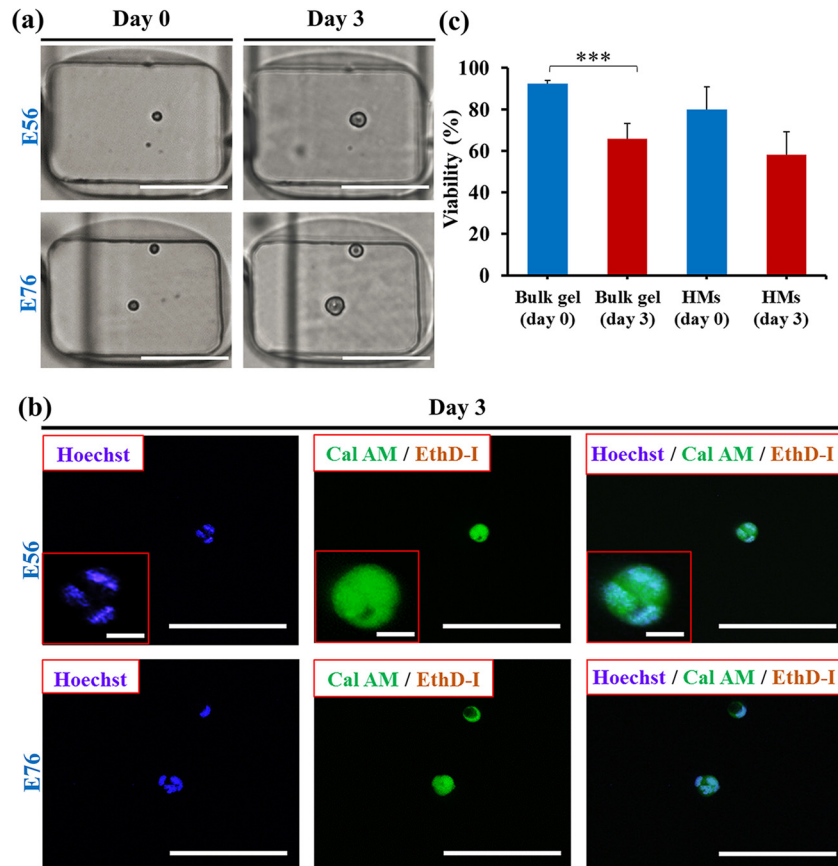 (a)
Day 0
Day 3
E56
E76
(c)
***
100
80
60
40
20
0
Viability (%)
Bulk gel
(day 0)
Bulk gel
(day 3)
HMs
(day 0)
HMs
(day 3)
(b)
Day 3
E56
Hoechst
Cal AM / EthD-I
Hoechst / Cal AM / EthD-I
E76
Hoechst
Cal AM / EthD-I
Hoechst / Cal AM / EthD-I